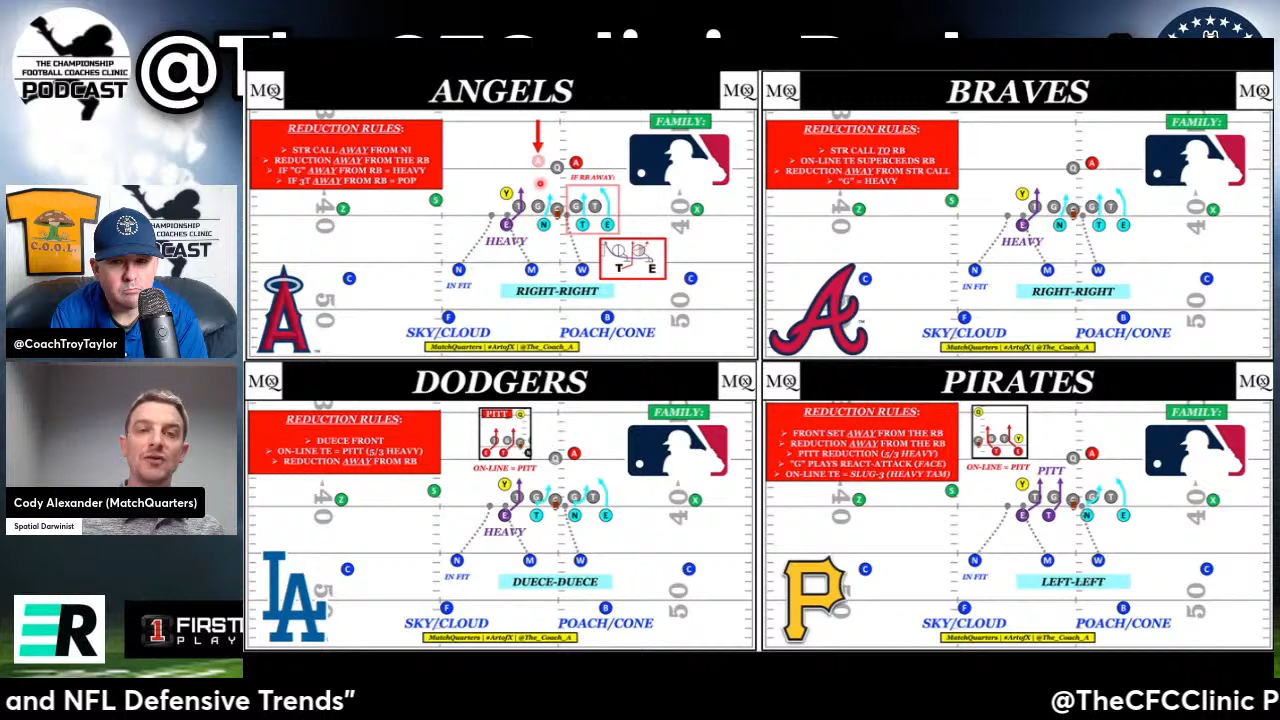 THE CHAMPIONSHIP
FOOTBALL COACHES CLINIC
PODCAST
C.O.O.L.
@CoachTroyTaylor
Cody Alexander (MatchQuarters)
Spatial Darwinist
ER
1 FIRST
PLAY
ANGELS
REDUCTION RULES:
STR CALL AWAY FROM NI
REDUCTION AWAY FROM THE RB
IF "G" AWAY FROM RB = HEAVY
IF 3T AWAY FROM RB = POP
FAMILY:
IF RB AWAY:
HEAVY
IN FIT
RIGHT-RIGHT
SKY/CLOUD
POACH/CONE
MatchQuarters | #ArtofX | @The_Coach_A
BRAVES
REDUCTION RULES:
STR CALL TO RB
ON-LINE TE SUPERCEEDS RB
REDUCTION AWAY FROM STR CALL
"G" = HEAVY
FAMILY:
HEAVY
IN FIT
RIGHT-RIGHT
SKY/CLOUD
POACH/CONE
MatchQuarters | #ArtofX | @The_Coach_A
DODGERS
REDUCTION RULES:
DUECE FRONT
ON-LINE TE = PITT (5/3 HEAVY)
REDUCTION AWAY FROM RB
PITT
ON-LINE = PITT
FAMILY:
HEAVY
IN FIT
DUECE-DUECE
SKY/CLOUD
POACH/CONE
MatchQuarters | #ArtofX | @The_Coach_A
PIRATES
REDUCTION RULES:
FRONT SET AWAY FROM THE RB
REDUCTION AWAY FROM THE RB
PITT REDUCTION (5/3 HEAVY)
"G" PLAYS REACT-ATTACK (FACE)
ON-LINE TE = SLUG-3 (HEAVY TAM)
ON-LINE = PITT
FAMILY:
PITT
IN FIT
LEFT-LEFT
SKY/CLOUD
POACH/CONE
MatchQuarters | #ArtofX | @The_Coach_A
and NFL Defensive Trends"
@TheCFCClinic P